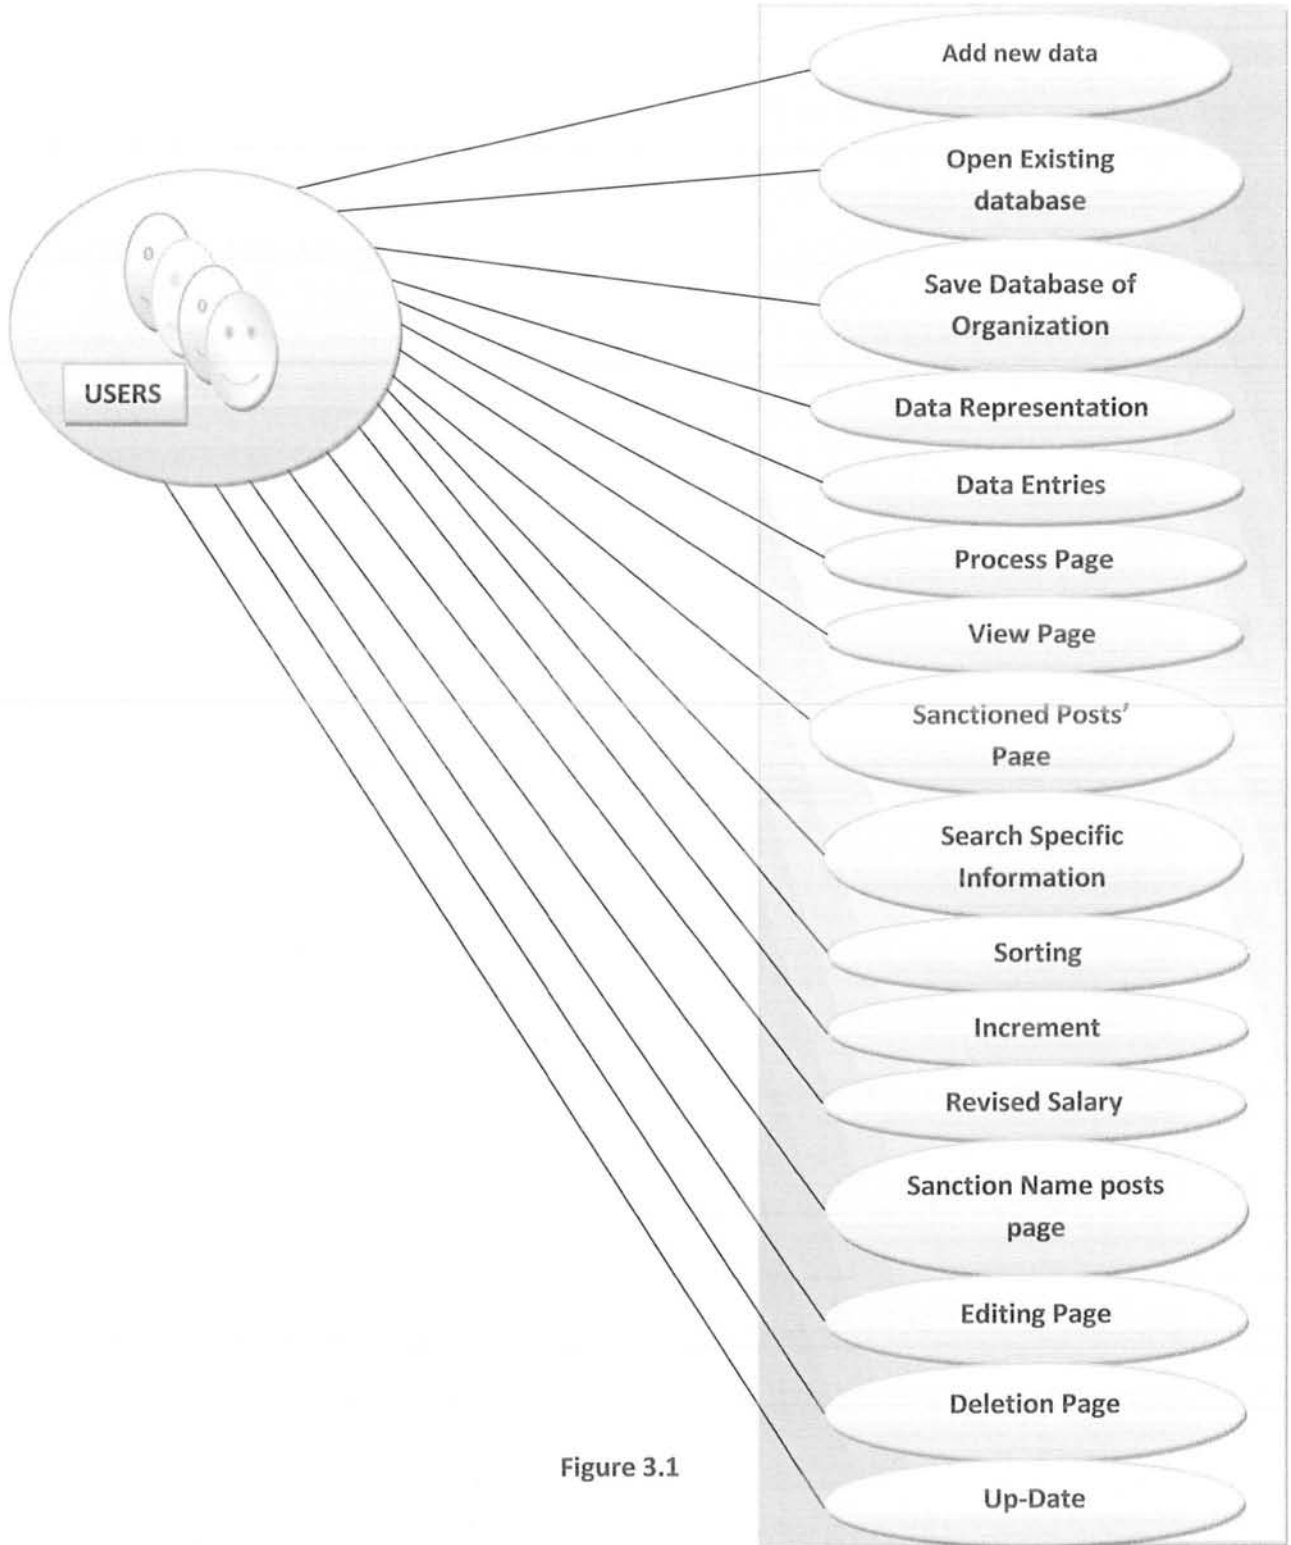 Add new data
Open Existing
database
Save Database of
Organization
USERS
Data Representation
Data Entries
Process Page
View Page
Sanctioned Posts'
Page
Search Specific
Information
Sorting
Increment
Revised Salary
Sanction Name posts
page
Editing Page
Deletion Page
Figure 3.1
Up-Date